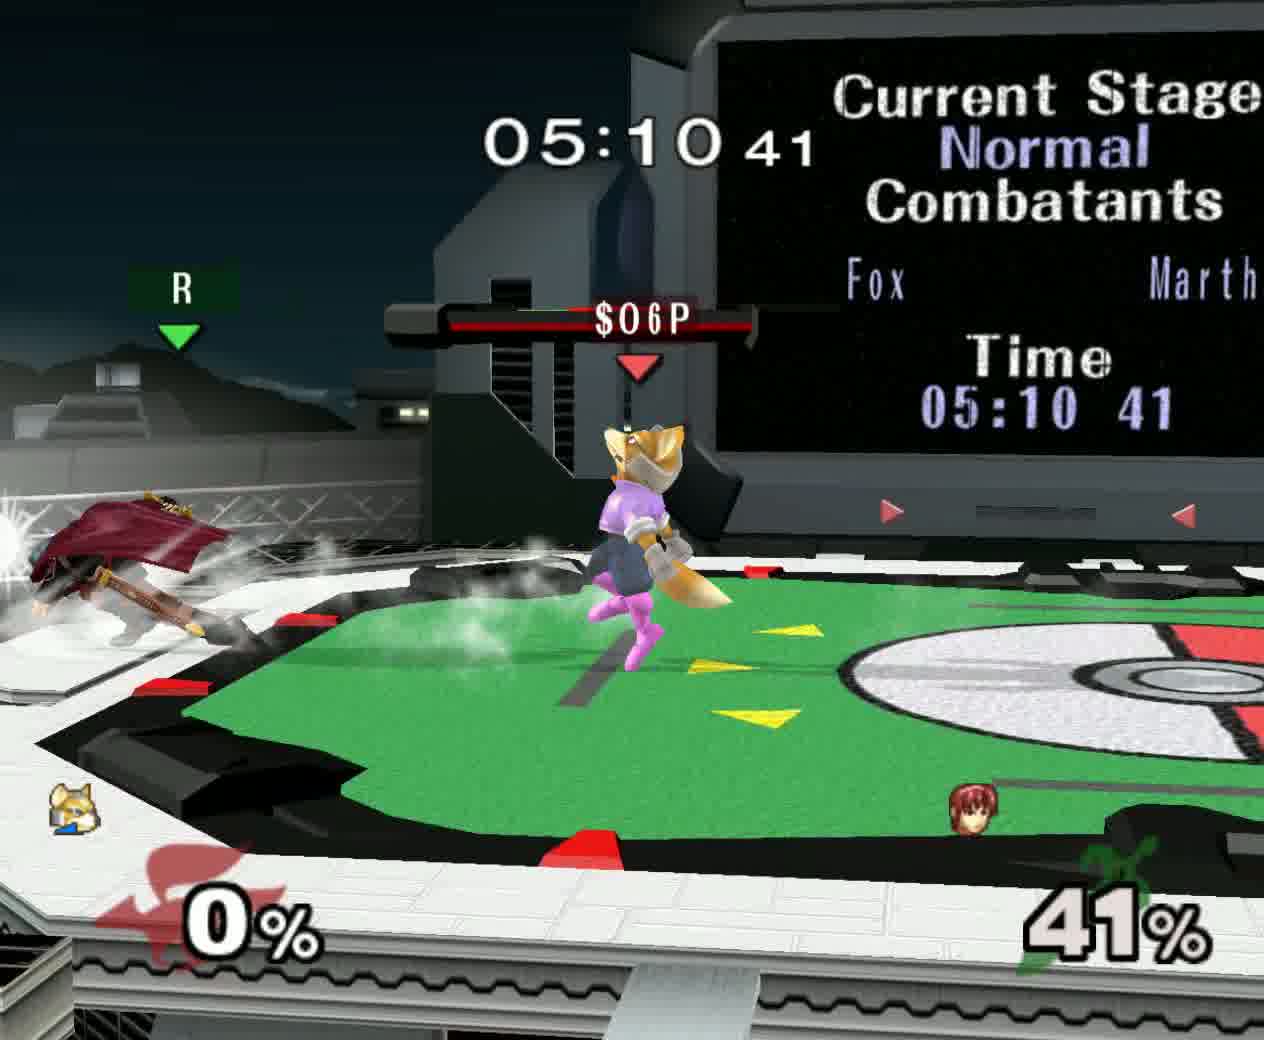 Current Stage
05:10 41
Normal
Combatants
Fox Marth
R
$06P
Time
05:10 41
0%
41%